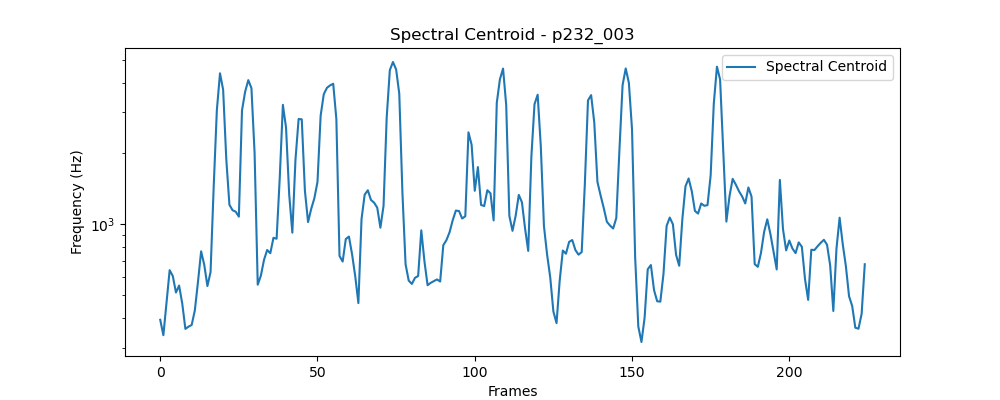 Spectral Centroid - p232_003
Spectral Centroid
Frequency (Hz)
10³
0 50 100 150 200
Frames